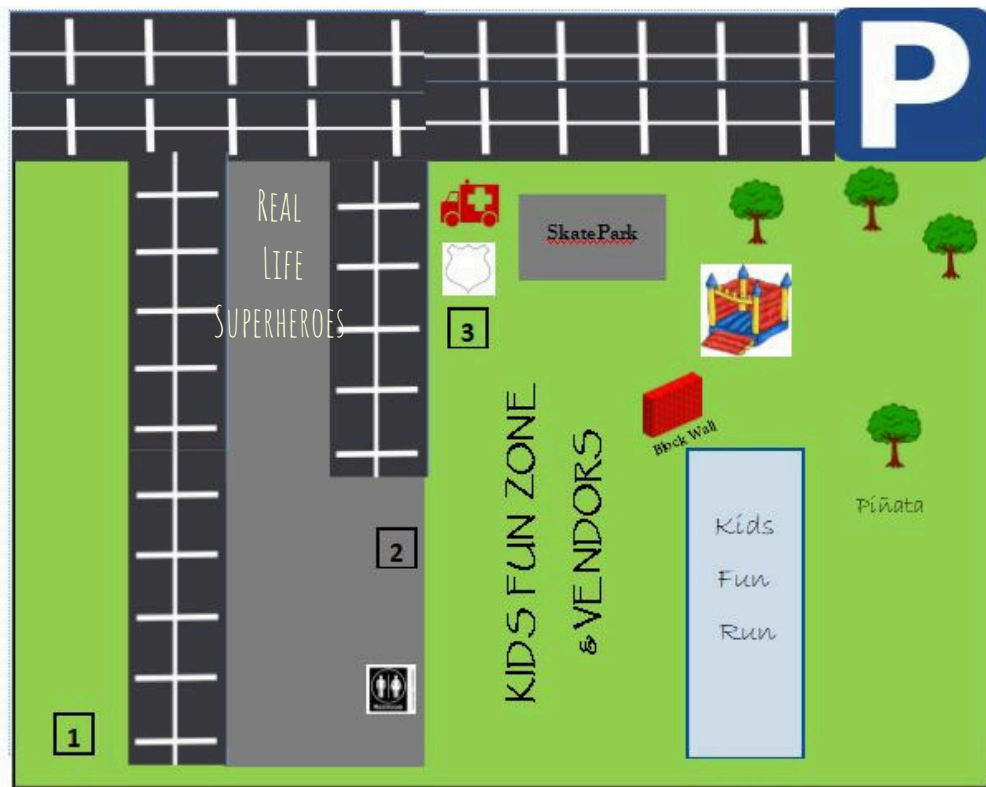 P
Real
Life
Superheroes
SkatePark
3
KIDS FUN ZONE
& VENDORS
Block Wall
Piñata
Kids
Fun
Run
2
1